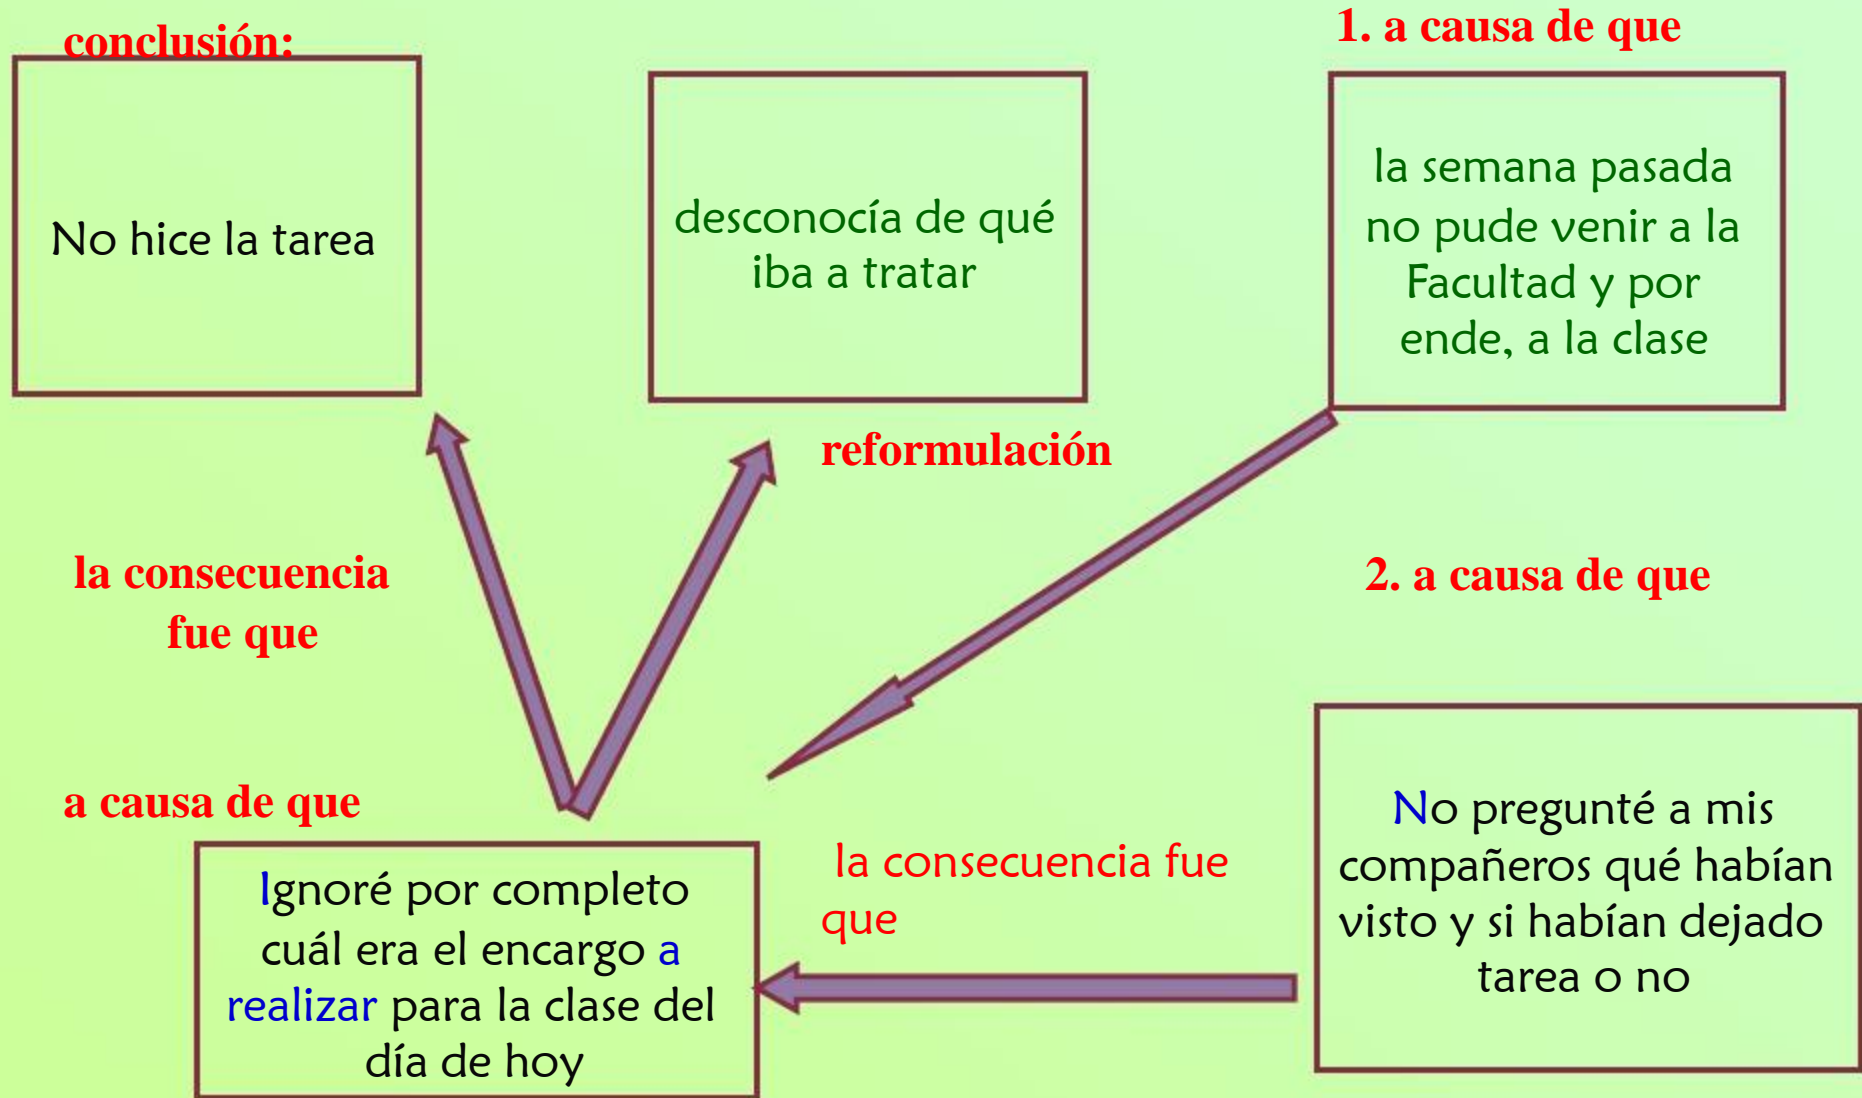 conclusión:
No hice la tarea
desconocía de qué
iba a tratar
1. a causa de que
la semana pasada
no pude venir a la
Facultad y por
ende, a la clase
reformulación
la consecuencia
fue que
2. a causa de que
a causa de que
Ignoré por completo
cuál era el encargo a
realizar para la clase del
día de hoy
la consecuencia fue
que
No pregunté a mis
compañeros qué habían
visto y si habían dejado
tarea o no